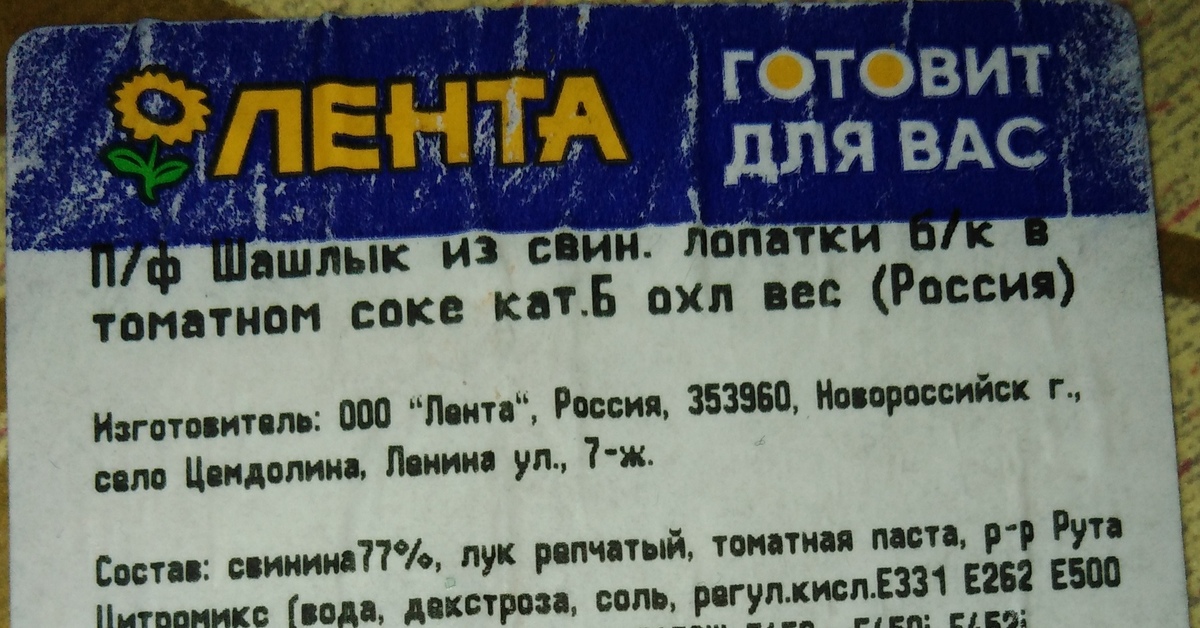 ЛЕНТА
ГОТОВИТ
ДЛЯ ВАС
П/ф Шашлык из свин. лопатки б/к в
томатном соке кат.Б охл вес (Россия)
Изготовитель: ООО "Лента", Россия, 353960, Новороссийск г.,
село Цемдолина, Ленина ул., 7-ж.
Состав: свинина77%, лук репчатый, томатная паста, р-р Рута
Цитромикс (вода, декстроза, соль, регул.кисл.Е331 Е262 Е500
Е450i Е452i